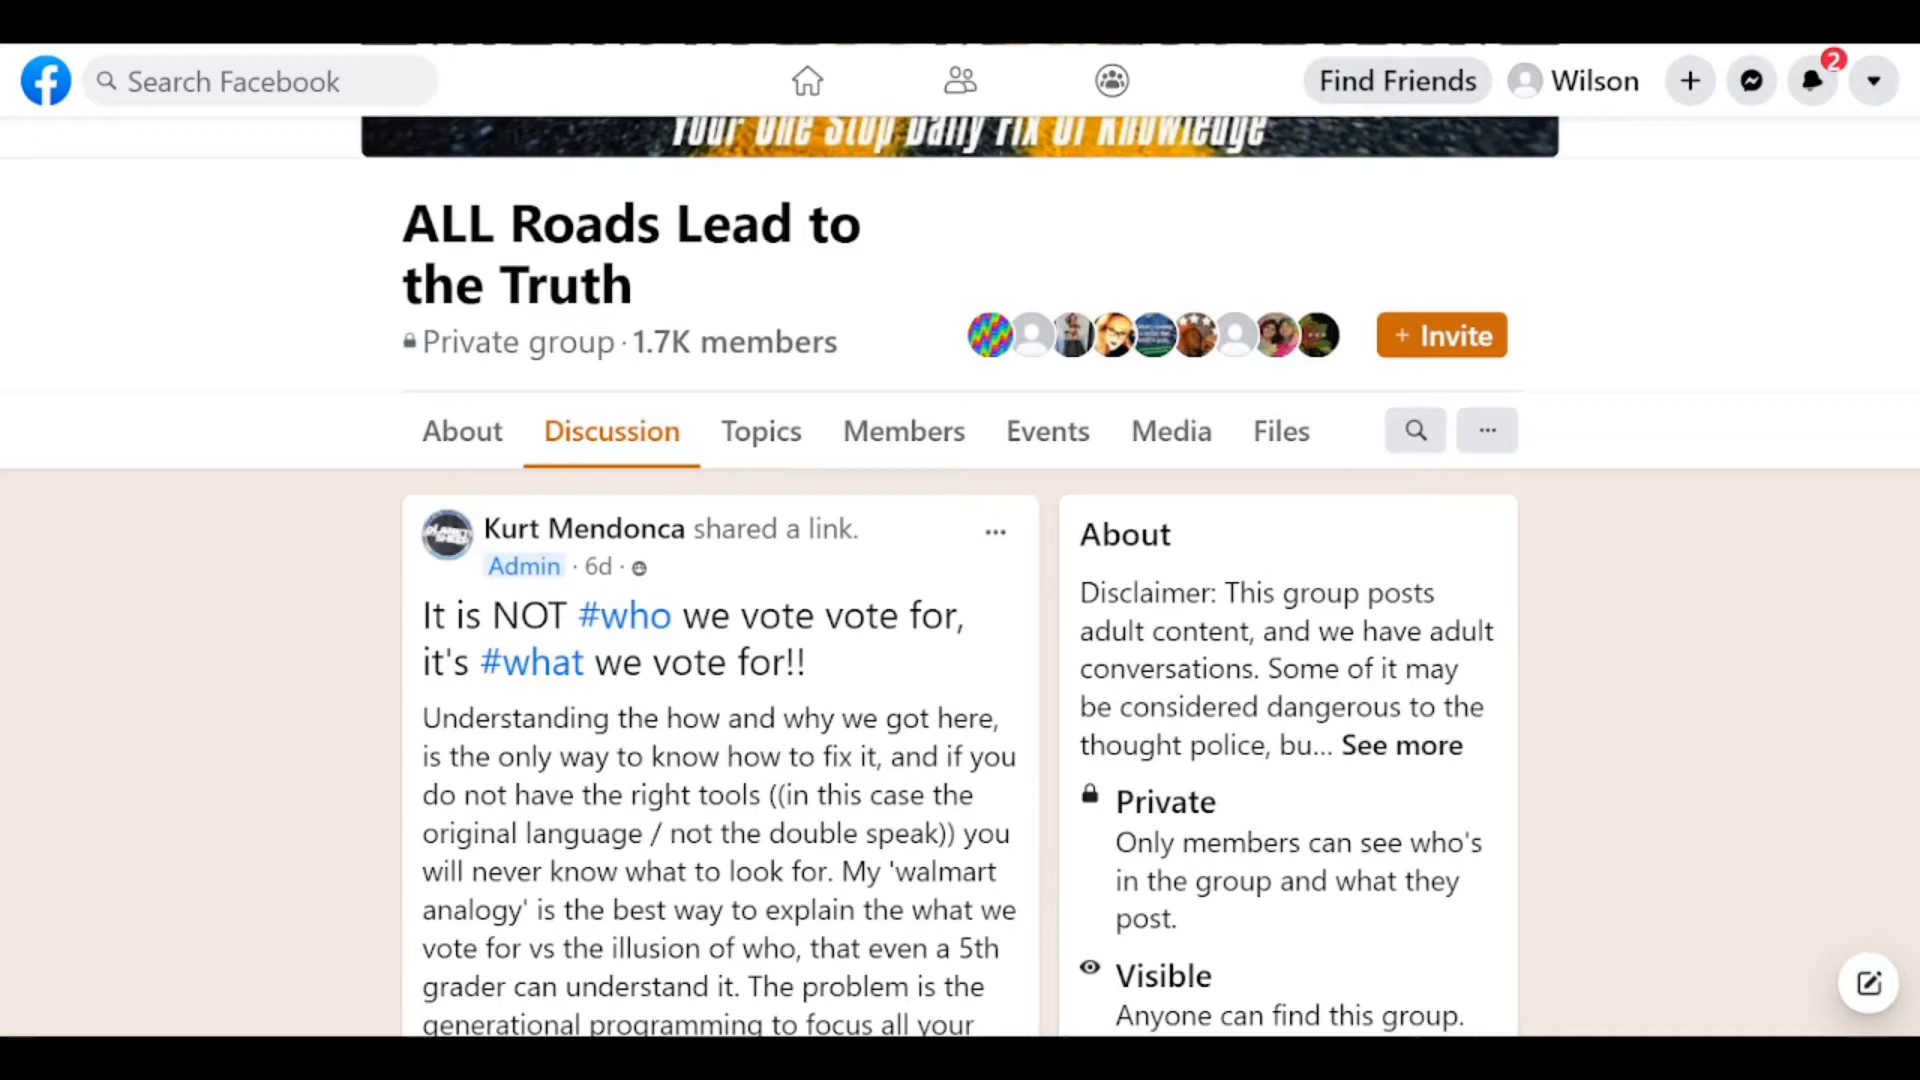 Search Facebook
Find Friends
Wilson
2
Your One Stop Daily Fix Of Knowledge
ALL Roads Lead to
the Truth
Private group · 1.7K members
+ Invite
About
Discussion
Topics
Members
Events
Media
Files
Kurt Mendonca shared a link.
Admin · 6d ·
It is NOT #who we vote vote for,
it's #what we vote for!!
Understanding the how and why we got here,
is the only way to know how to fix it, and if you
do not have the right tools ((in this case the
original language / not the double speak)) you
will never know what to look for. My 'walmart
analogy' is the best way to explain the what we
vote for vs the illusion of who, that even a 5th
grader can understand it. The problem is the
generational programming to focus all your
About
Disclaimer: This group posts
adult content, and we have adult
conversations. Some of it may
be considered dangerous to the
thought police, bu... See more
Private
Only members can see who's
in the group and what they
post.
Visible
Anyone can find this group.